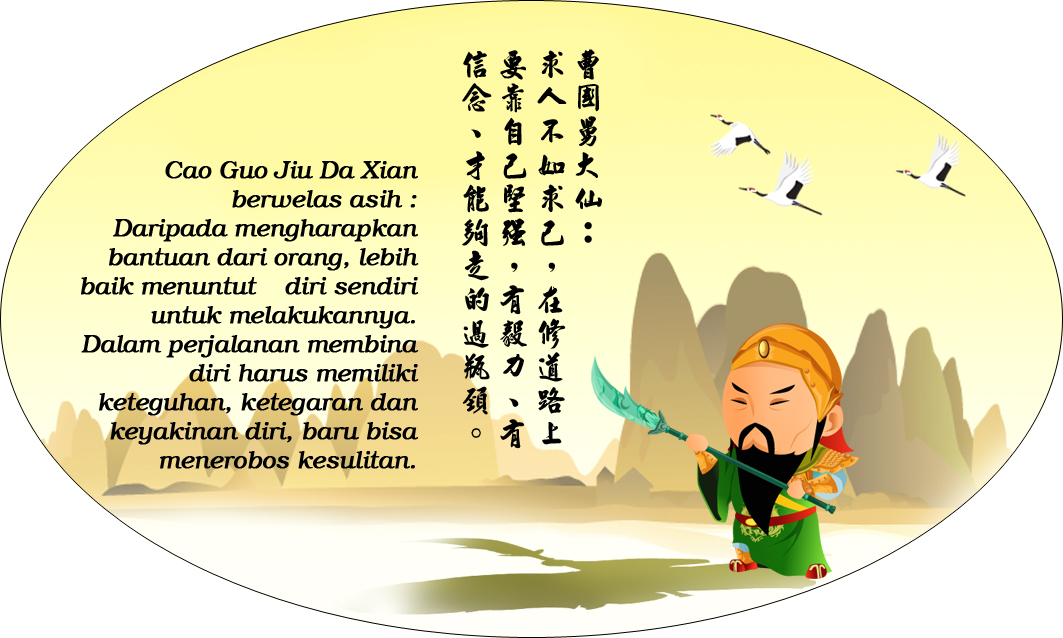 Cao Guo Jiu Da Xian
berwelas asih :
Daripada mengharapkan
bantuan dari orang, lebih
baik menuntut diri sendiri
untuk melakukannya.
Dalam perjalanan membina
diri harus memiliki
keteguhan, ketegaran dan
keyakinan diri, baru bisa
menerobos kesulitan.
曹國舅大仙：
求人不如求己，在修道路上
要靠自己堅强，有毅力、有
信念、才能夠走的過瓶頸。